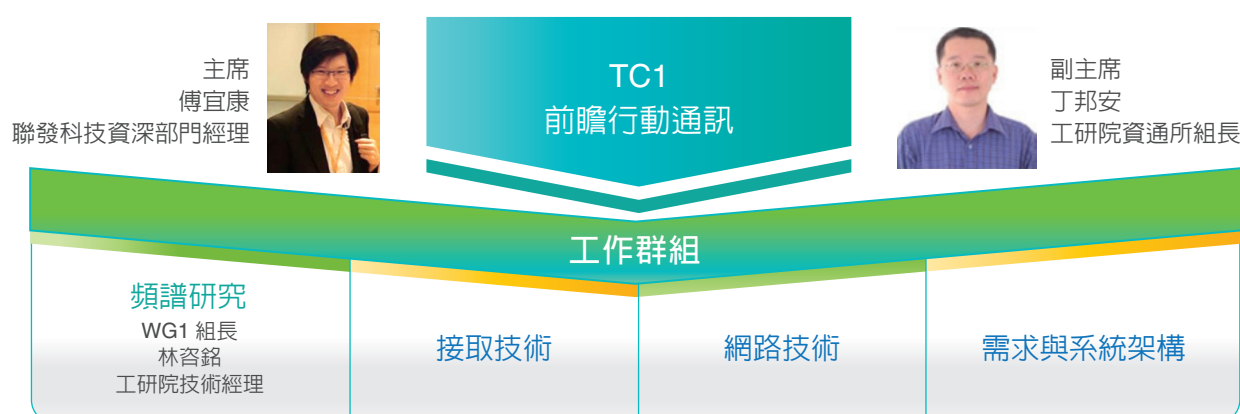 主席
傅宜康
聯發科技資深部門經理
TC1
前瞻行動通訊
副主席
丁邦安
工研院資通所組長
工作群組
頻譜研究
WG1 組長
林咨銘
工研院技術經理
接取技術
網路技術
需求與系統架構